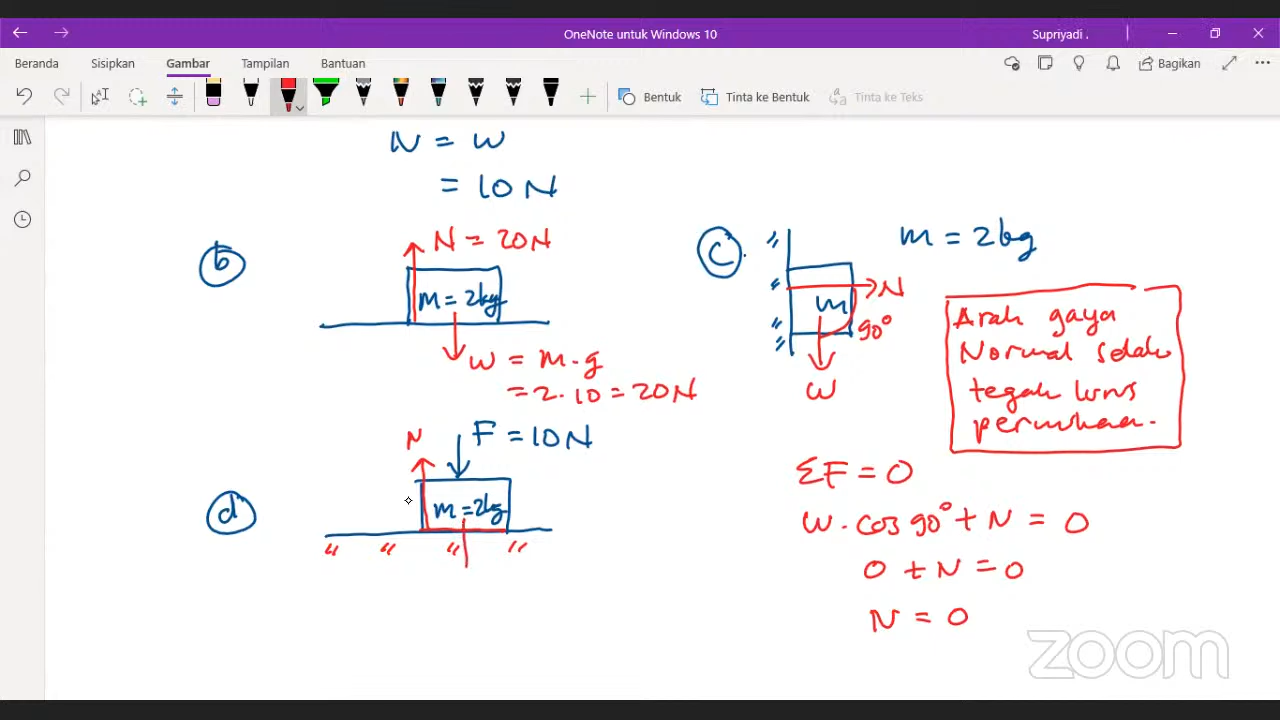 OneNote untuk Windows 10
Supriyadi .
Beranda
Sisipkan
Gambar
Tampilan
Bantuan
Bagikan
Bentuk
Tinta ke Bentuk
Tinta ke Teks
N = W
= 10 N
b
N = 20N
m = 2kg
W = m . g
= 2 . 10 = 20N
c
m = 2kg
N
m
90°
W
Arah gaya
Normal selalu
tegak lurus
permukaan.
d
N
F = 10N
m = 2kg
ΣF = 0
W . cos 90° + N = 0
0 + N = 0
N = 0
zoom